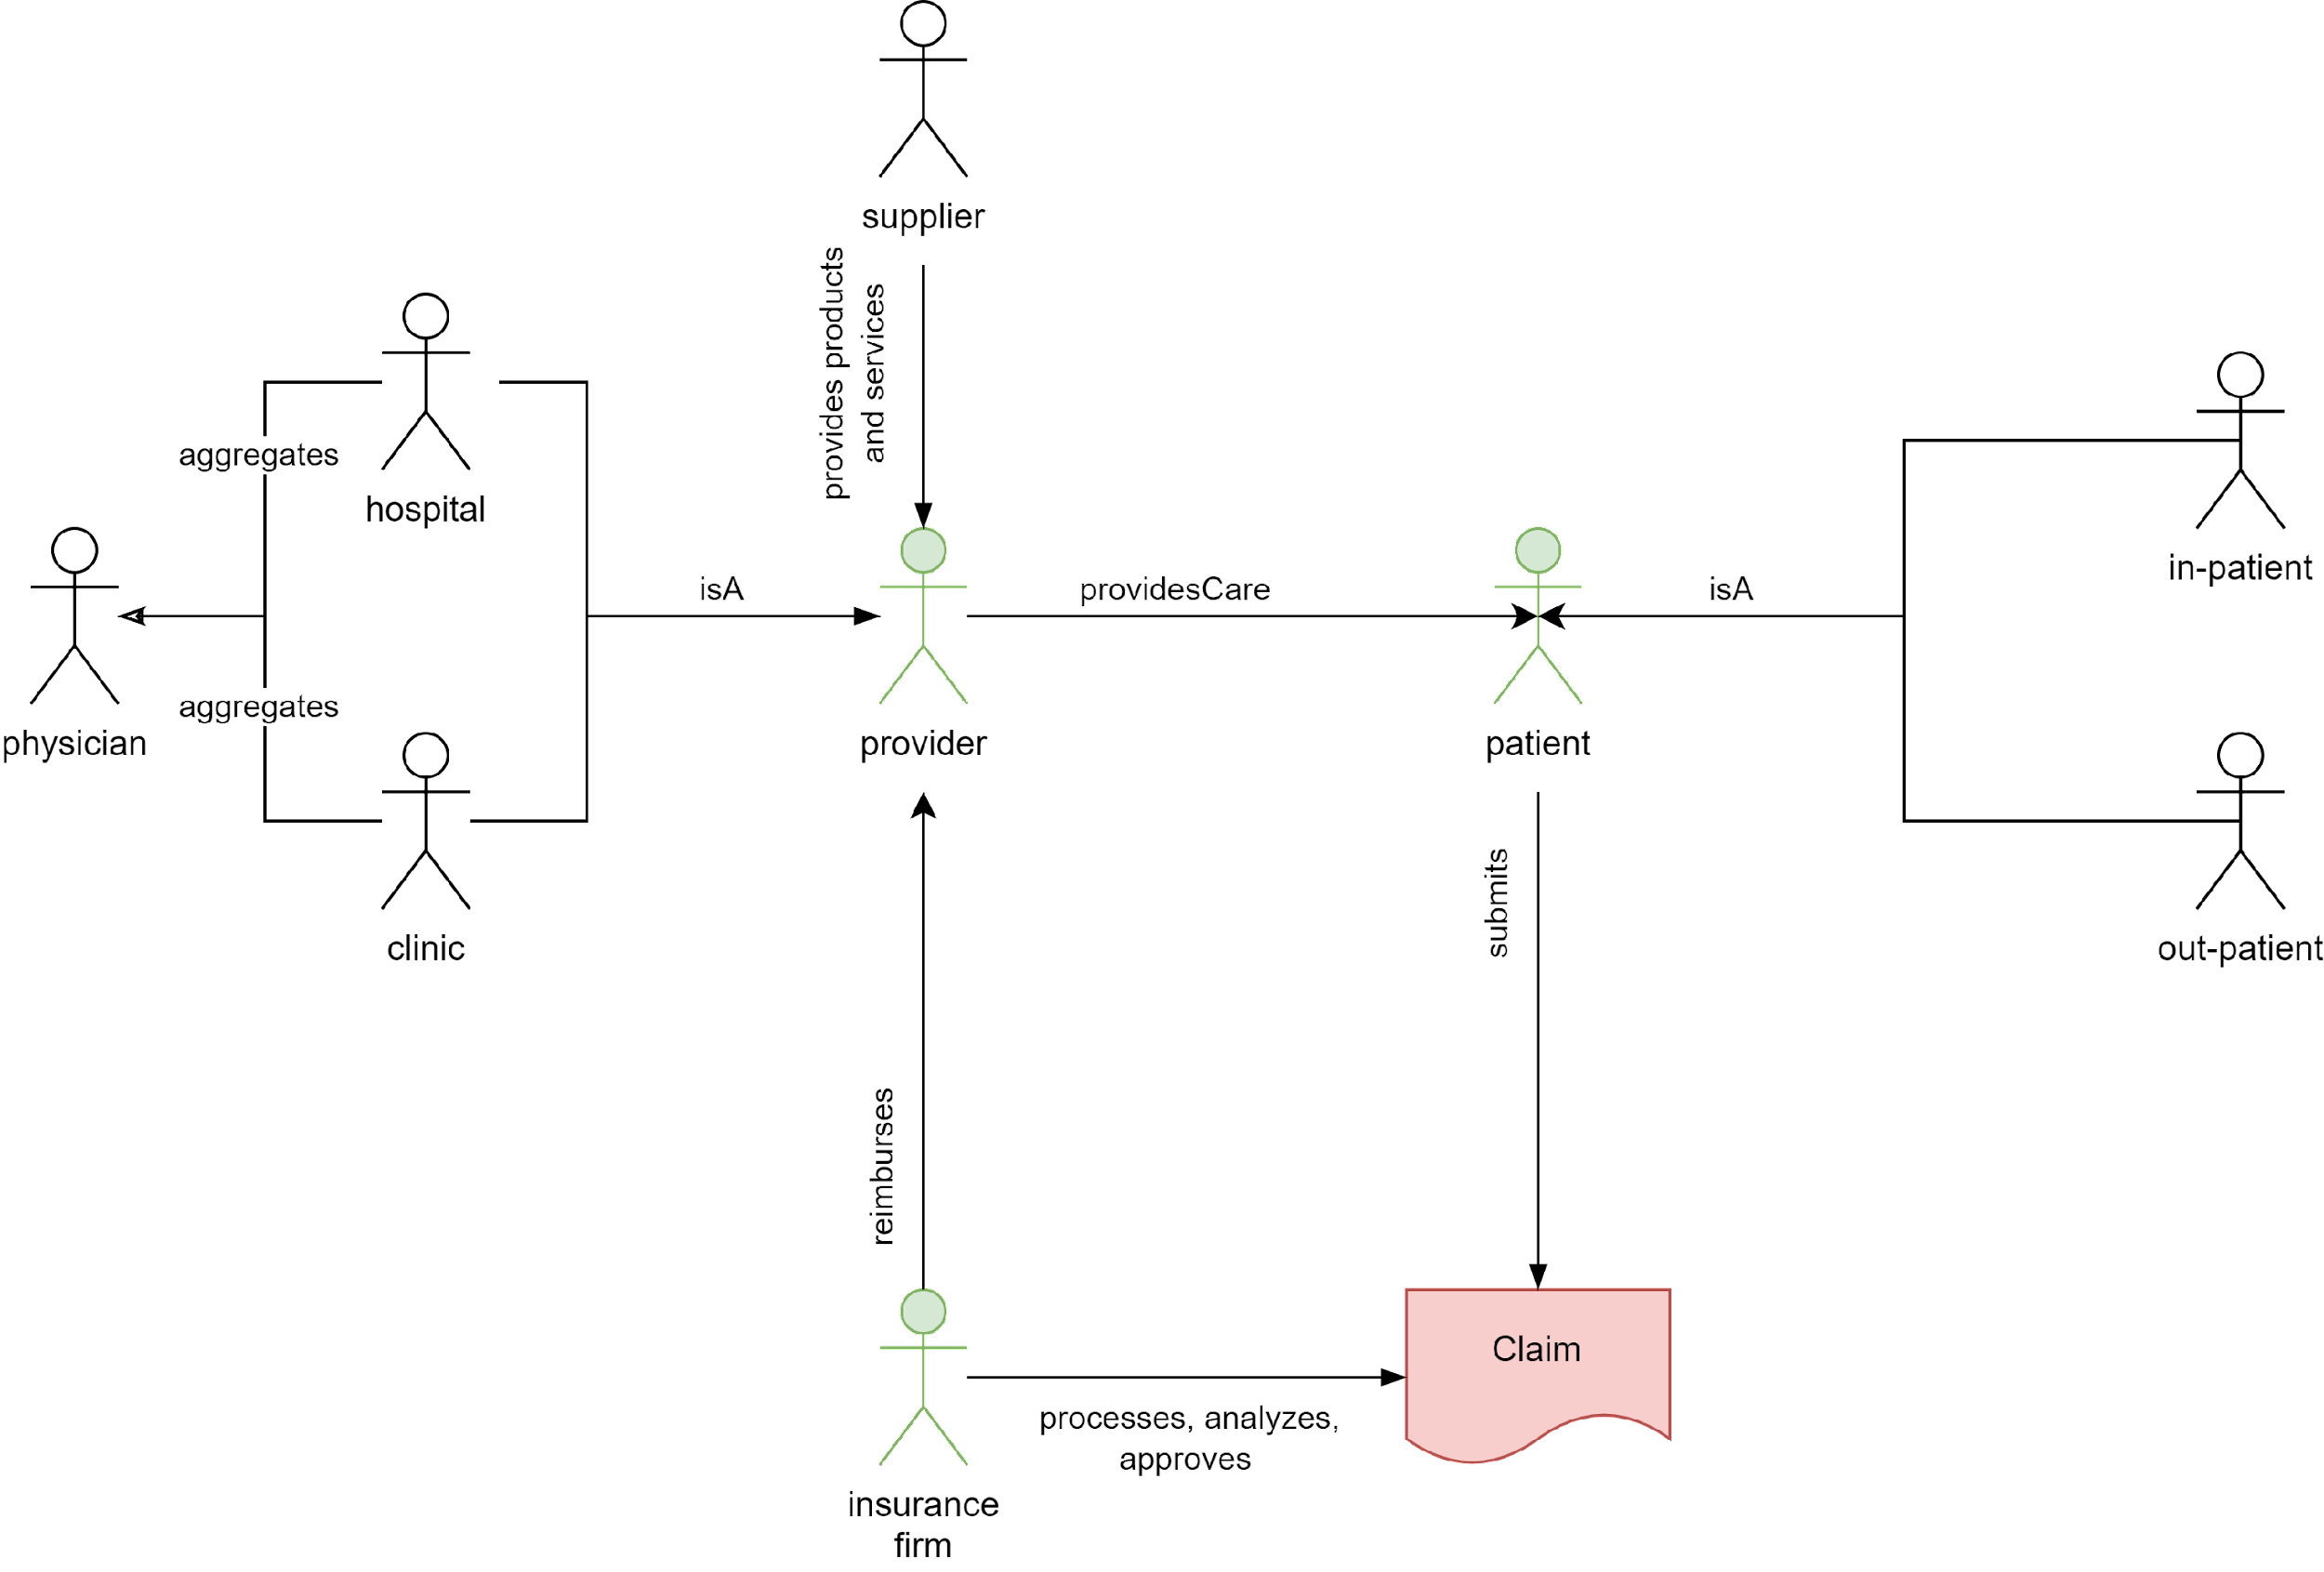 supplier
provides products
and services
aggregates
hospital
physician
aggregates
clinic
isA
provider
providesCare
patient
isA
in-patient
out-patient
submits
reimburses
Claim
processes, analyzes,
approves
insurance
firm